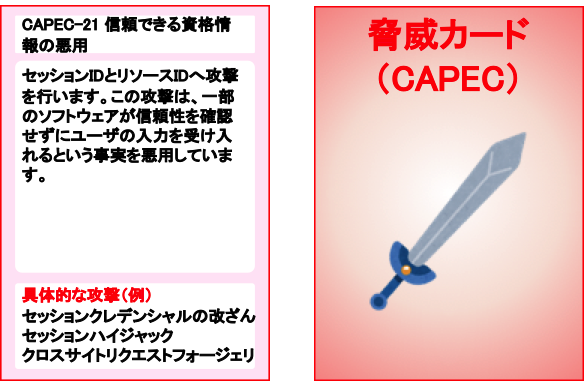 CAPEC-21 信頼できる資格情
報の悪用
セッションIDとリソースIDへ攻撃
を行います。この攻撃は、一部
のソフトウェアが信頼性を確認
せずにユーザの入力を受け入
れるという事実を悪用していま
す。
具体的な攻撃（例）
セッションクレデンシャルの改ざん
セッションハイジャック
クロスサイトリクエストフォージェリ
脅威カード
（CAPEC）